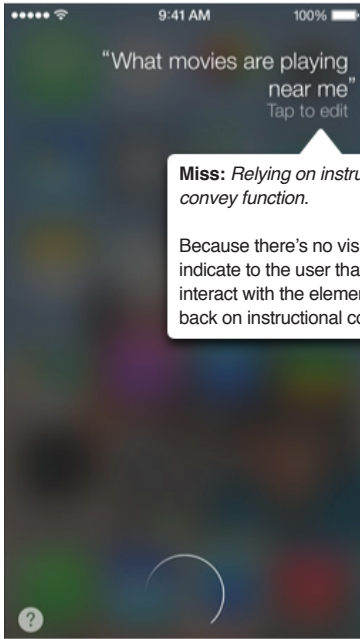 9:41 AM 100%
“What movies are playing
near me”
Tap to edit
Miss: Relying on instru
convey function.
Because there’s no vis
indicate to the user tha
interact with the elemen
back on instructional co
?